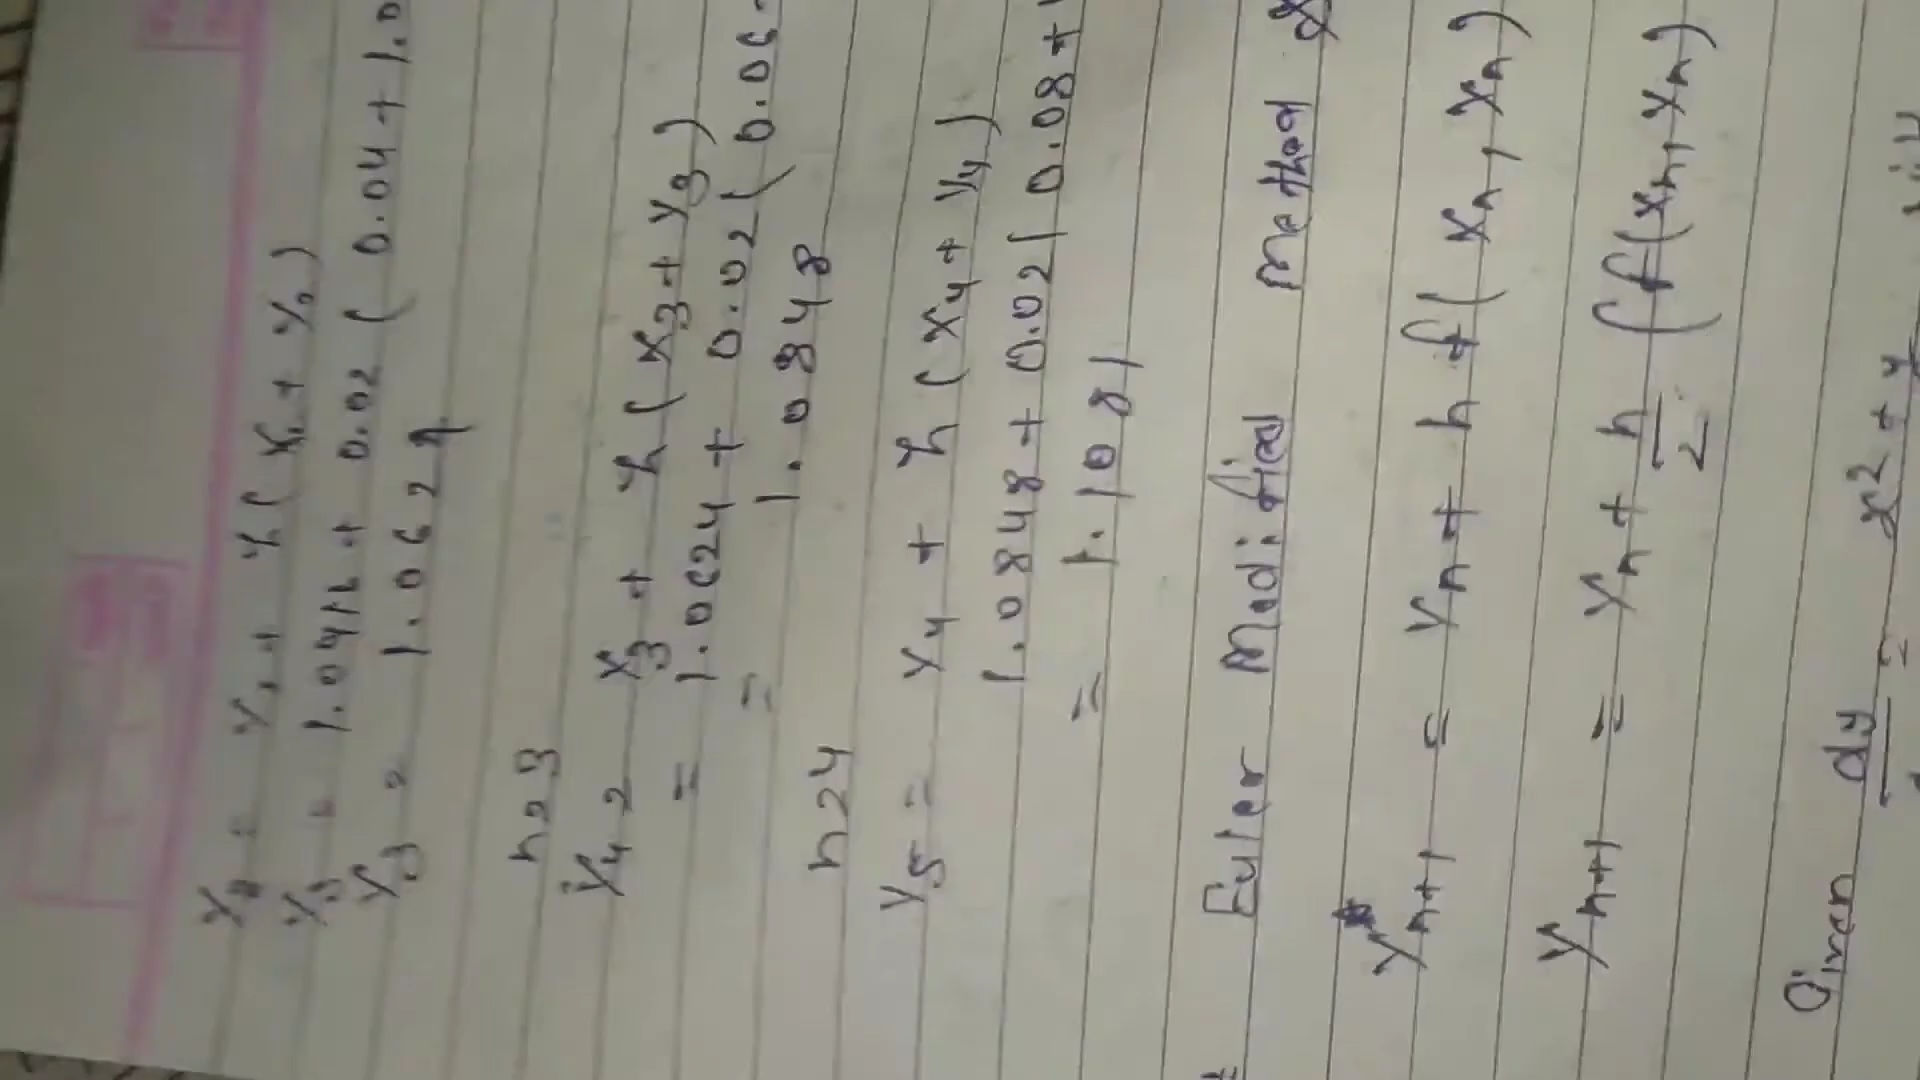 y3 = y2 + h(x2 + y2)
y3 = 1.0416 + 0.02 ( 0.04 + 1.0
y3 = 1.0624
n=3
y4 = y3 + h(x3 + y3)
= 1.0624 + 0.02 ( 0.06
= 1.0848
n=4
y5 = y4 + h(x4 + y4)
1.0848 + 0.02 ( 0.08 +
= 1.1081
Euler Modified method
y*n+1 = yn + h f( xn, yn)
yn+1 = yn + h/2 (f(xn, yn)
Given dy = x2 + y